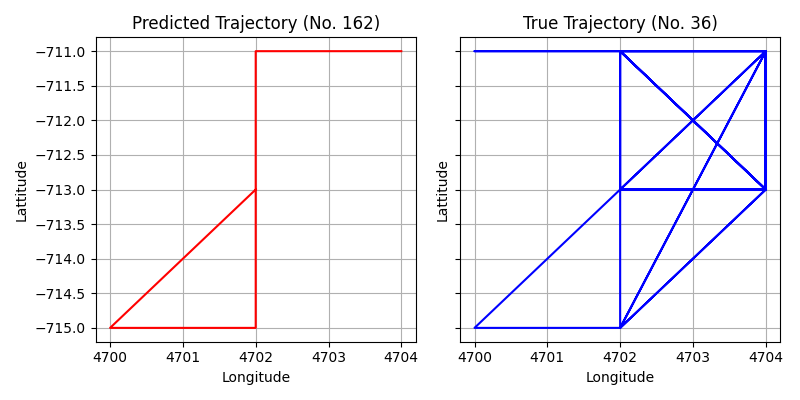 Predicted Trajectory (No. 162)
True Trajectory (No. 36)
Lattitude
−711.0
−711.5
−712.0
−712.5
−713.0
−713.5
−714.0
−714.5
−715.0
4700 4701 4702 4703 4704
Longitude
Lattitude
4700 4701 4702 4703 4704
Longitude